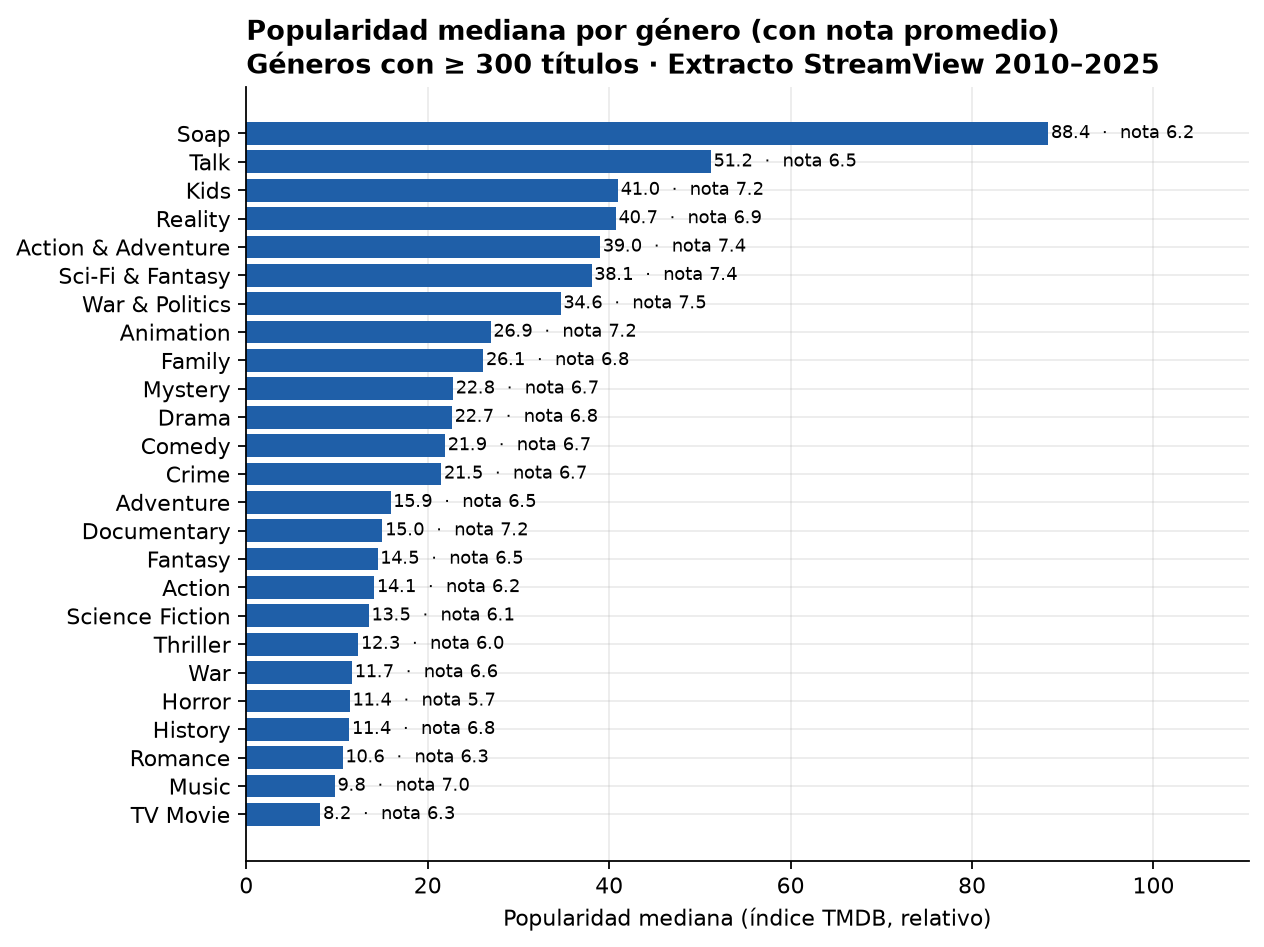 Popularidad mediana por género (con nota promedio)
Géneros con ≥ 300 títulos · Extracto StreamView 2010–2025
Soap 88.4 · nota 6.2
Talk 51.2 · nota 6.5
Kids 41.0 · nota 7.2
Reality 40.7 · nota 6.9
Action & Adventure 39.0 · nota 7.4
Sci-Fi & Fantasy 38.1 · nota 7.4
War & Politics 34.6 · nota 7.5
Animation 26.9 · nota 7.2
Family 26.1 · nota 6.8
Mystery 22.8 · nota 6.7
Drama 22.7 · nota 6.8
Comedy 21.9 · nota 6.7
Crime 21.5 · nota 6.7
Adventure 15.9 · nota 6.5
Documentary 15.0 · nota 7.2
Fantasy 14.5 · nota 6.5
Action 14.1 · nota 6.2
Science Fiction 13.5 · nota 6.1
Thriller 12.3 · nota 6.0
War 11.7 · nota 6.6
Horror 11.4 · nota 5.7
History 11.4 · nota 6.8
Romance 10.6 · nota 6.3
Music 9.8 · nota 7.0
TV Movie 8.2 · nota 6.3
0 20 40 60 80 100
Popularidad mediana (índice TMDB, relativo)